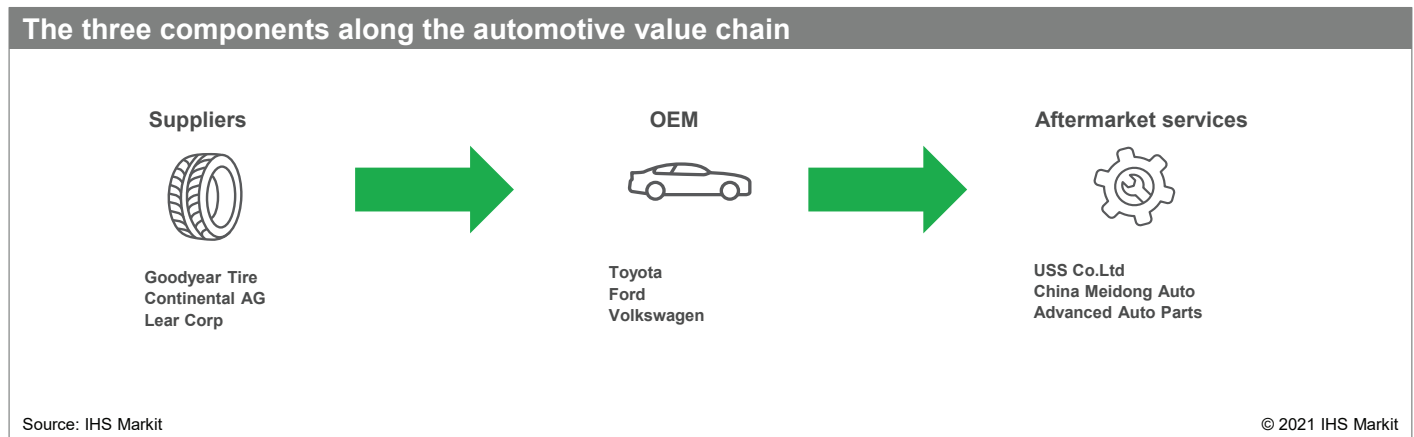 The three components along the automotive value chain
Suppliers
Goodyear Tire
Continental AG
Lear Corp
OEM
Toyota
Ford
Volkswagen
Aftermarket services
USS Co.Ltd
China Meidong Auto
Advanced Auto Parts
Source: IHS Markit
© 2021 IHS Markit